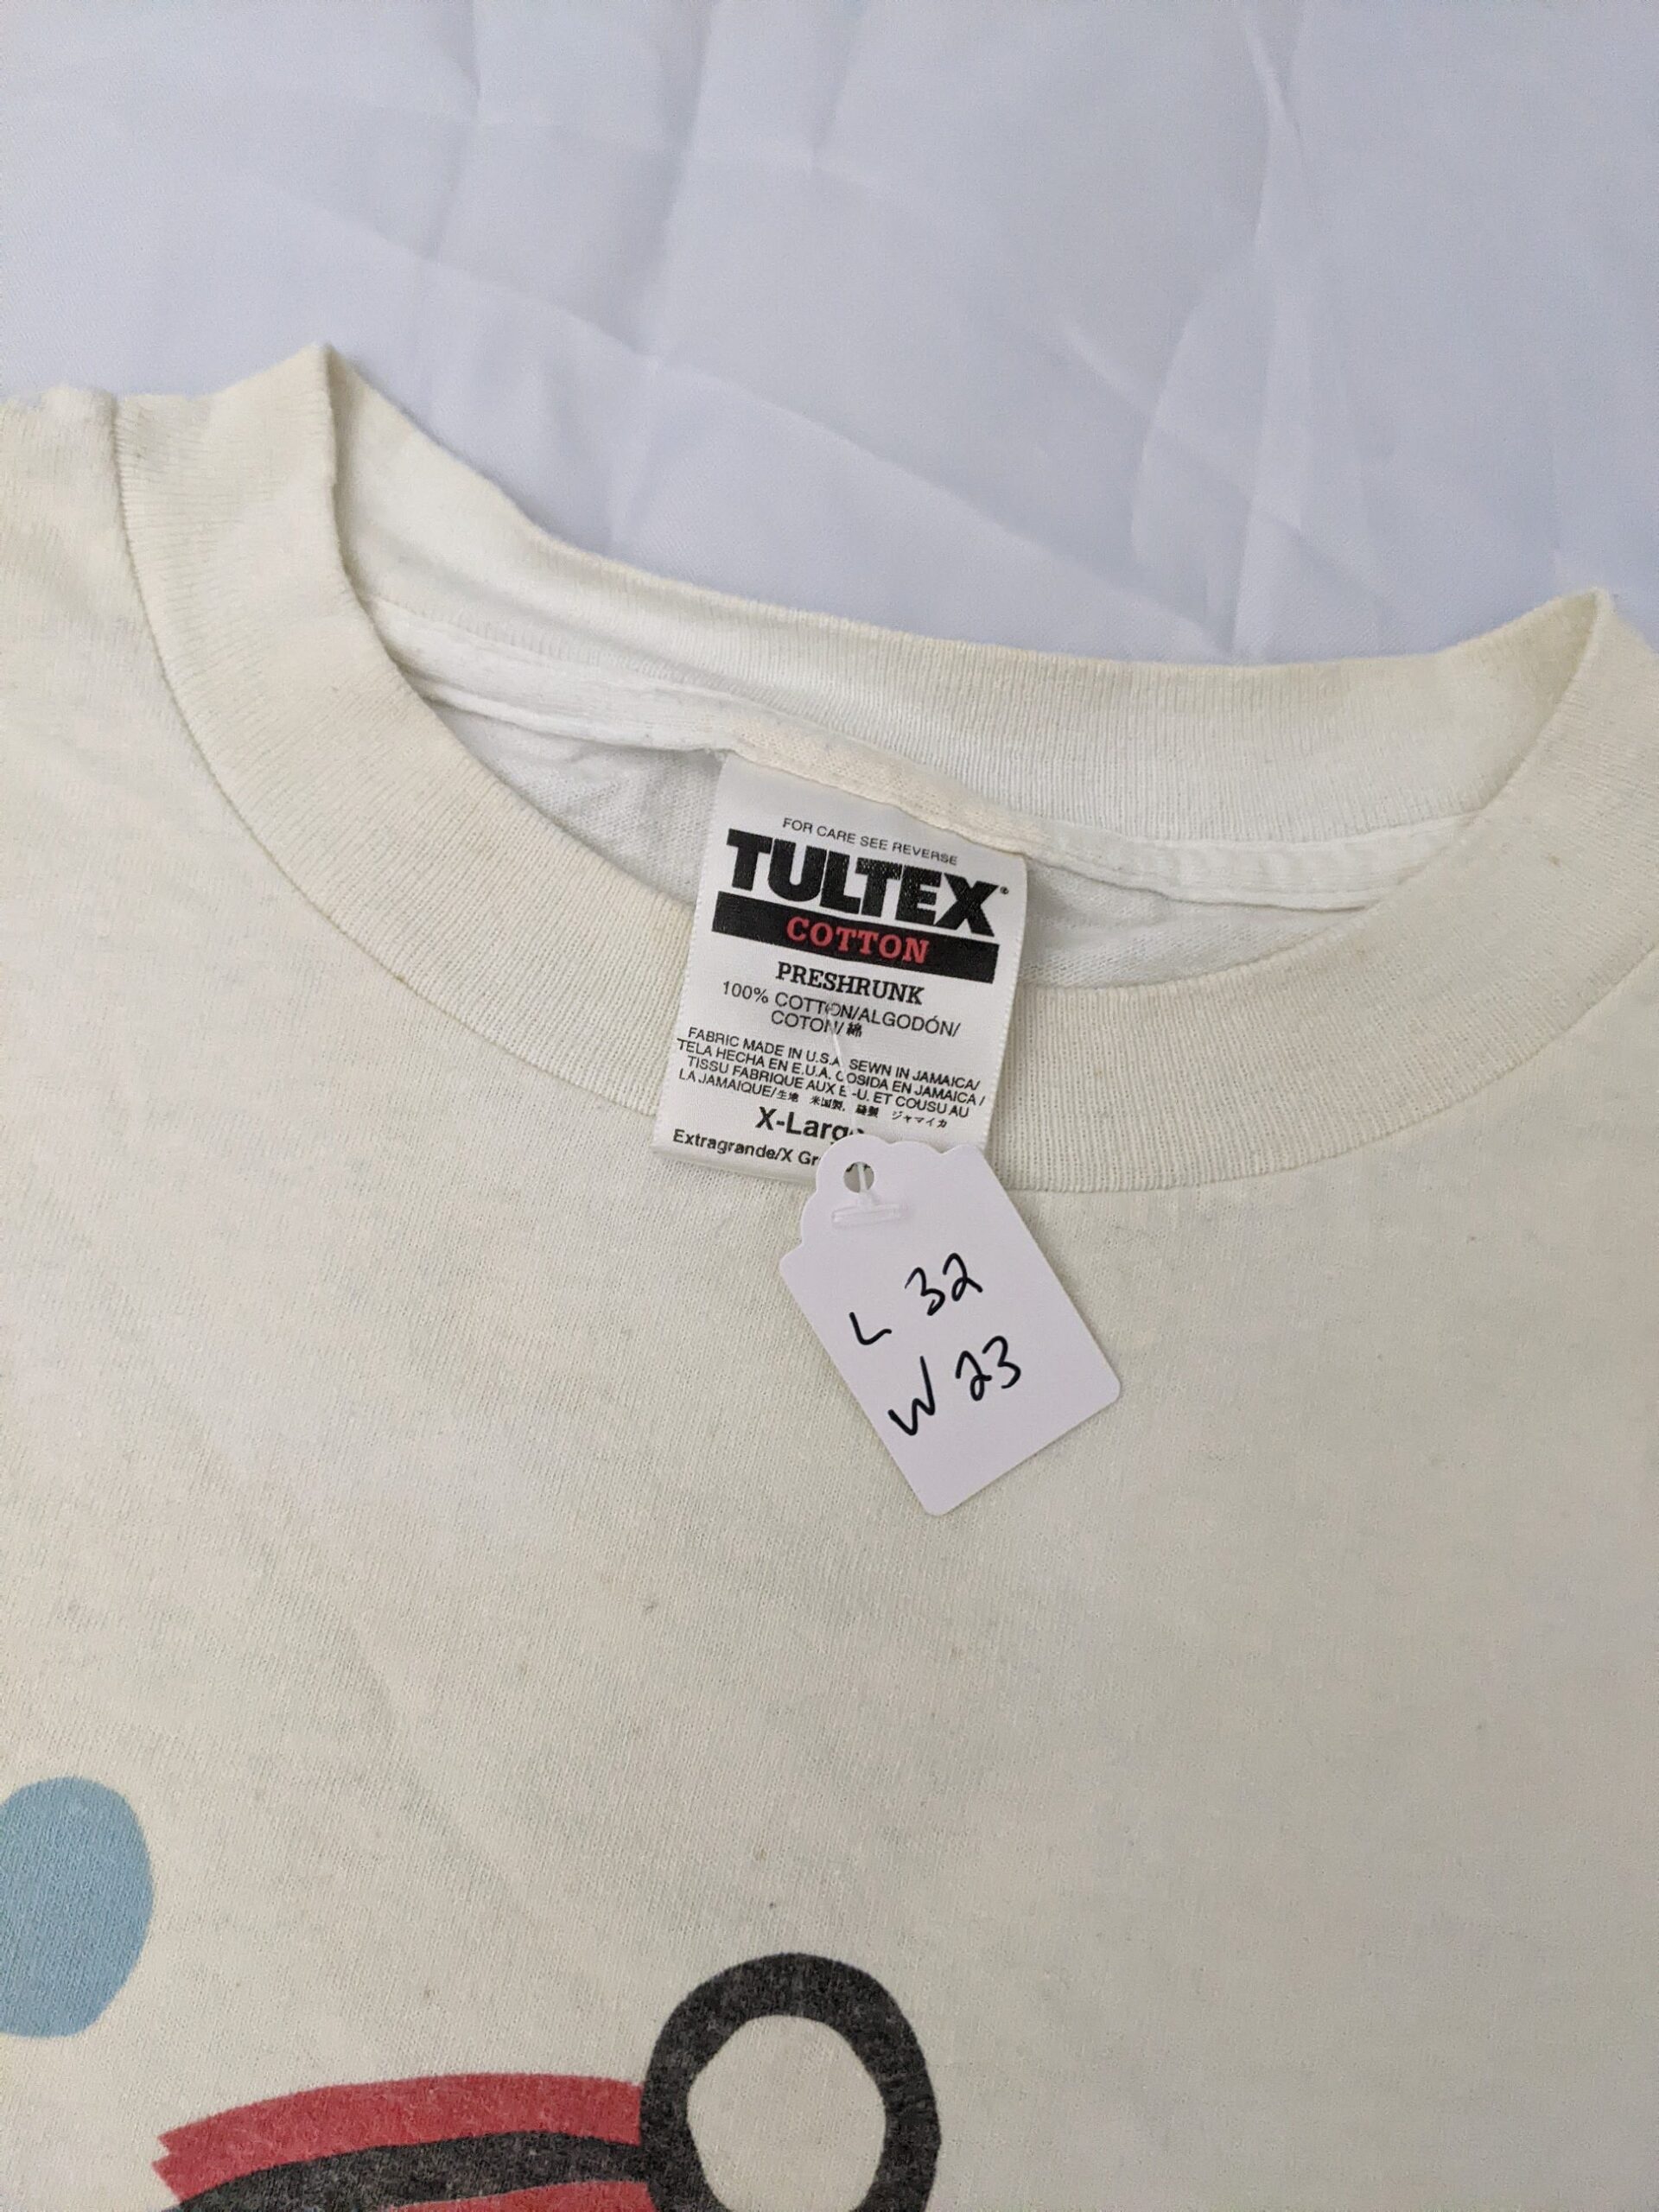 FOR CARE SEE REVERSE
TULTEX®
COTTON
PRESHRUNK
100% COTTON/ALGODÓN/
COTON/綿
FABRIC MADE IN U.S.A. SEWN IN JAMAICA/
TELA HECHA EN E.U.A. COSIDA EN JAMAICA/
TISSU FABRIQUE AUX E.-U. ET COUSU AU
LA JAMAIQUE/生地 米国製, 縫製 ジャマイカ
X-Large
Extragrande/X Gr
L 32
W 23